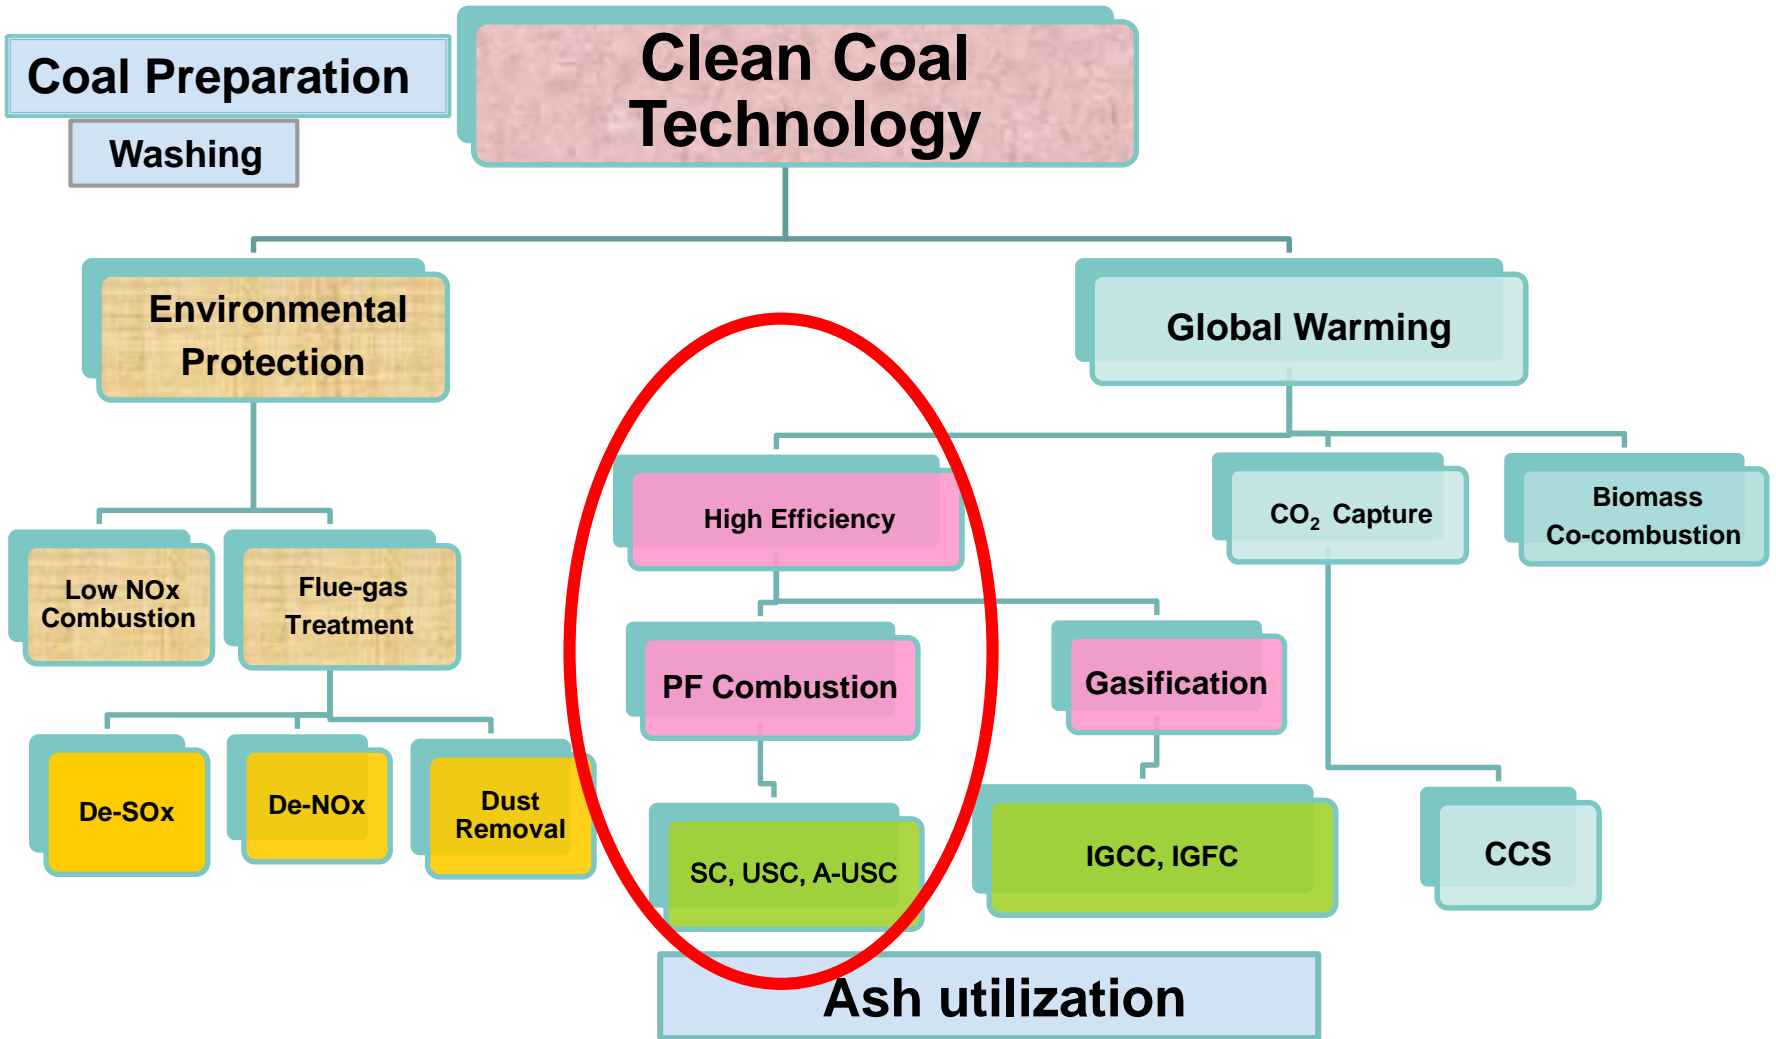 Coal Preparation
Washing
Clean Coal
Technology
Environmental
Protection
Global Warming
High Efficiency
CO₂ Capture
Biomass
Co-combustion
Low NOx
Combustion
Flue-gas
Treatment
PF Combustion
Gasification
De-SOx
De-NOx
Dust
Removal
SC, USC, A-USC
IGCC, IGFC
CCS
Ash utilization